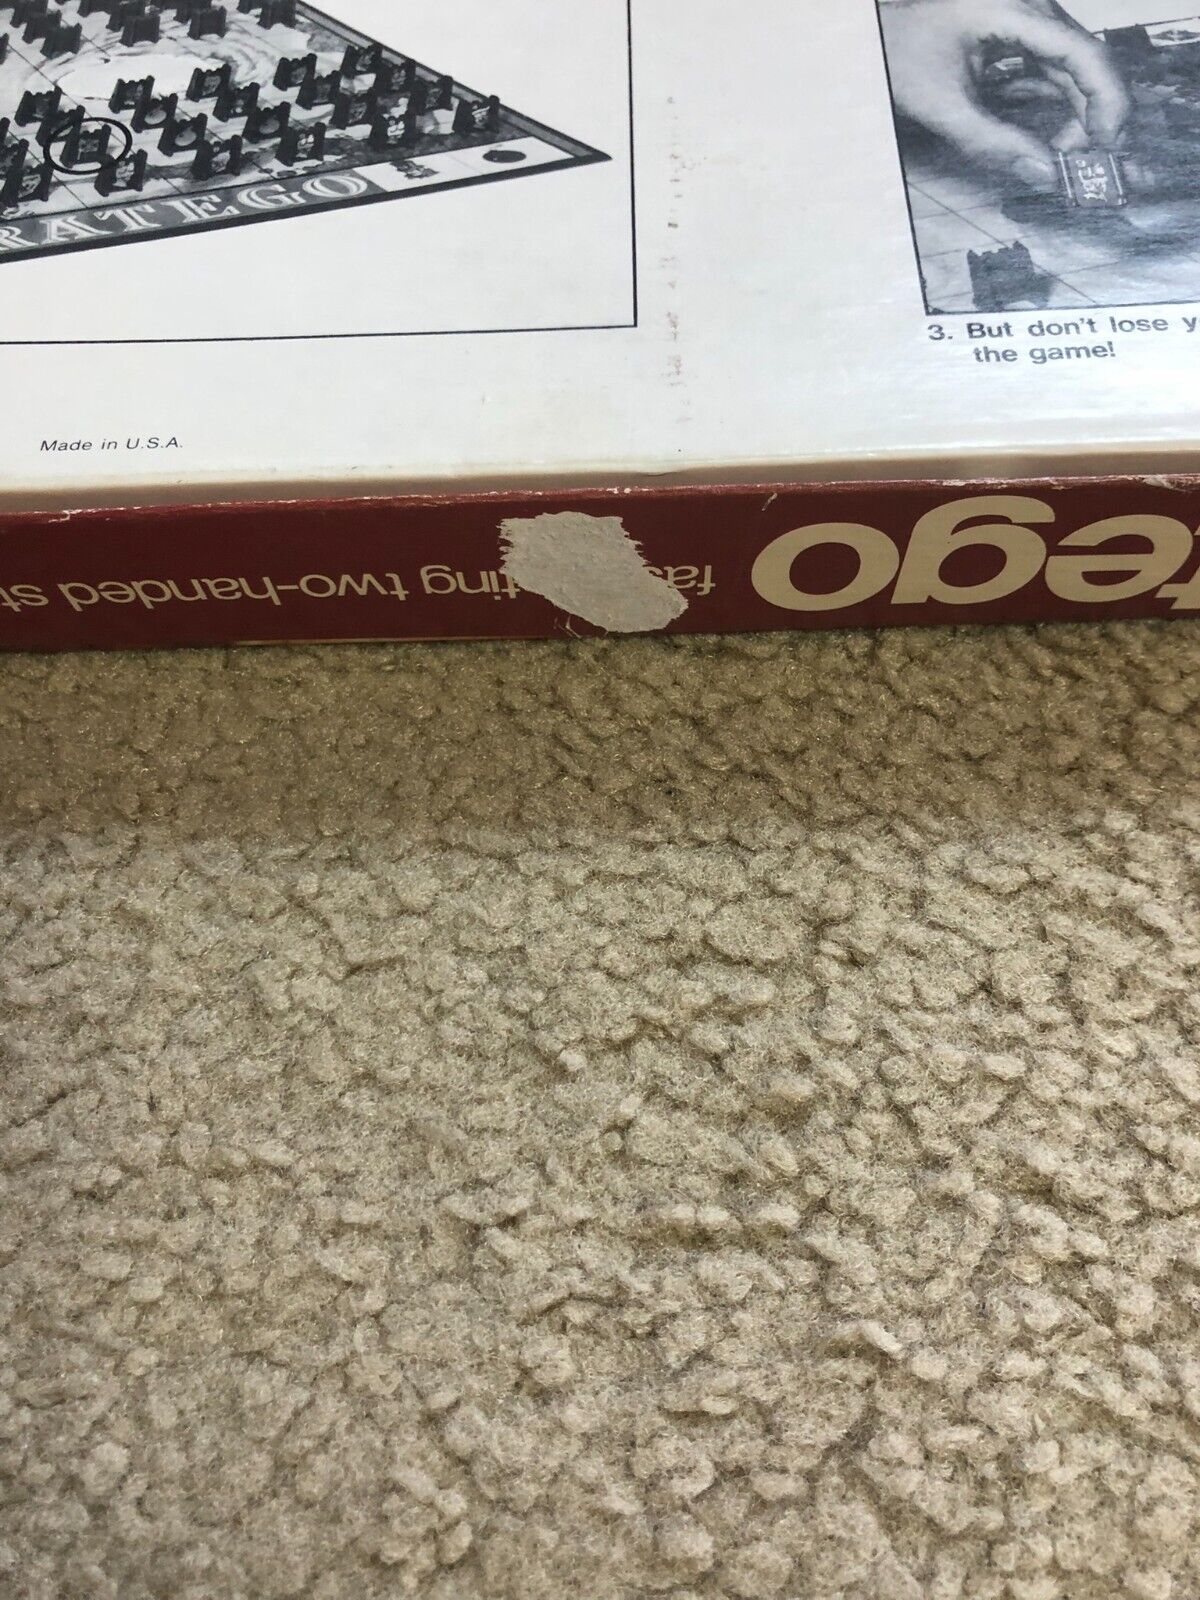 RATEGO
3. But don't lose y
the game!
Made in U.S.A.
tego
fas ting two-handed st